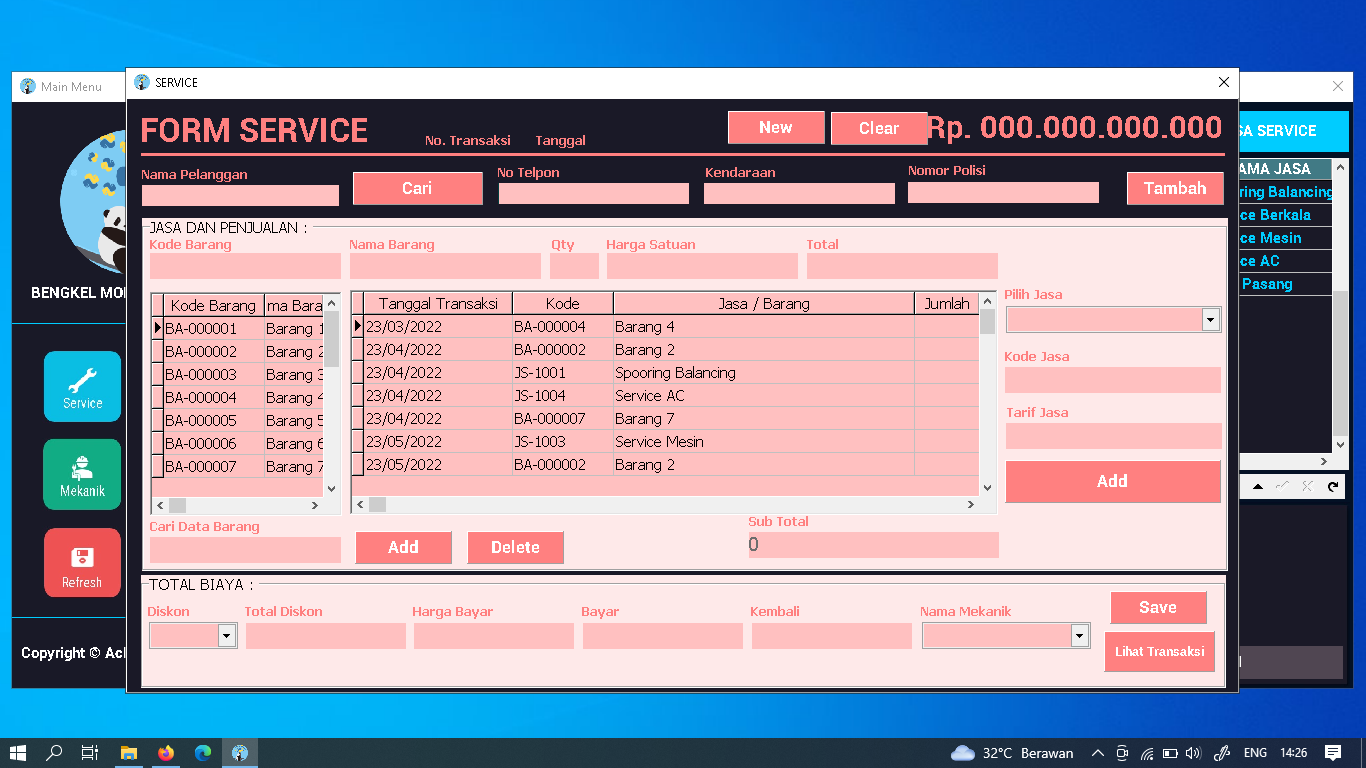 Main Menu
SERVICE
FORM SERVICE
No. Transaksi
Tanggal
New
Clear
Rp. 000.000.000.000
SA SERVICE
Nama Pelanggan
Cari
No Telpon
Kendaraan
Nomor Polisi
Tambah
AMA JASA
ring Balancing
ce Berkala
ce Mesin
ce AC
Pasang
JASA DAN PENJUALAN :
Kode Barang
Nama Barang
Qty
Harga Satuan
Total
BENGKEL MO
Kode Barang ma Bara
BA-000001 Barang 1
BA-000002 Barang 2
BA-000003 Barang 3
BA-000004 Barang 4
BA-000005 Barang 5
BA-000006 Barang 6
BA-000007 Barang 7
Tanggal Transaksi Kode Jasa / Barang Jumlah
23/03/2022 BA-000004 Barang 4
23/04/2022 BA-000002 Barang 2
23/04/2022 JS-1001 Spooring Balancing
23/04/2022 JS-1004 Service AC
23/04/2022 BA-000007 Barang 7
23/05/2022 JS-1003 Service Mesin
23/05/2022 BA-000002 Barang 2
Pilih Jasa
Kode Jasa
Tarif Jasa
Add
Service
Mekanik
Refresh
Cari Data Barang
Add
Delete
Sub Total
0
TOTAL BIAYA :
Diskon
Total Diskon
Harga Bayar
Bayar
Kembali
Nama Mekanik
Save
Lihat Transaksi
Copyright © Acl
32°C Berawan
ENG
14:26